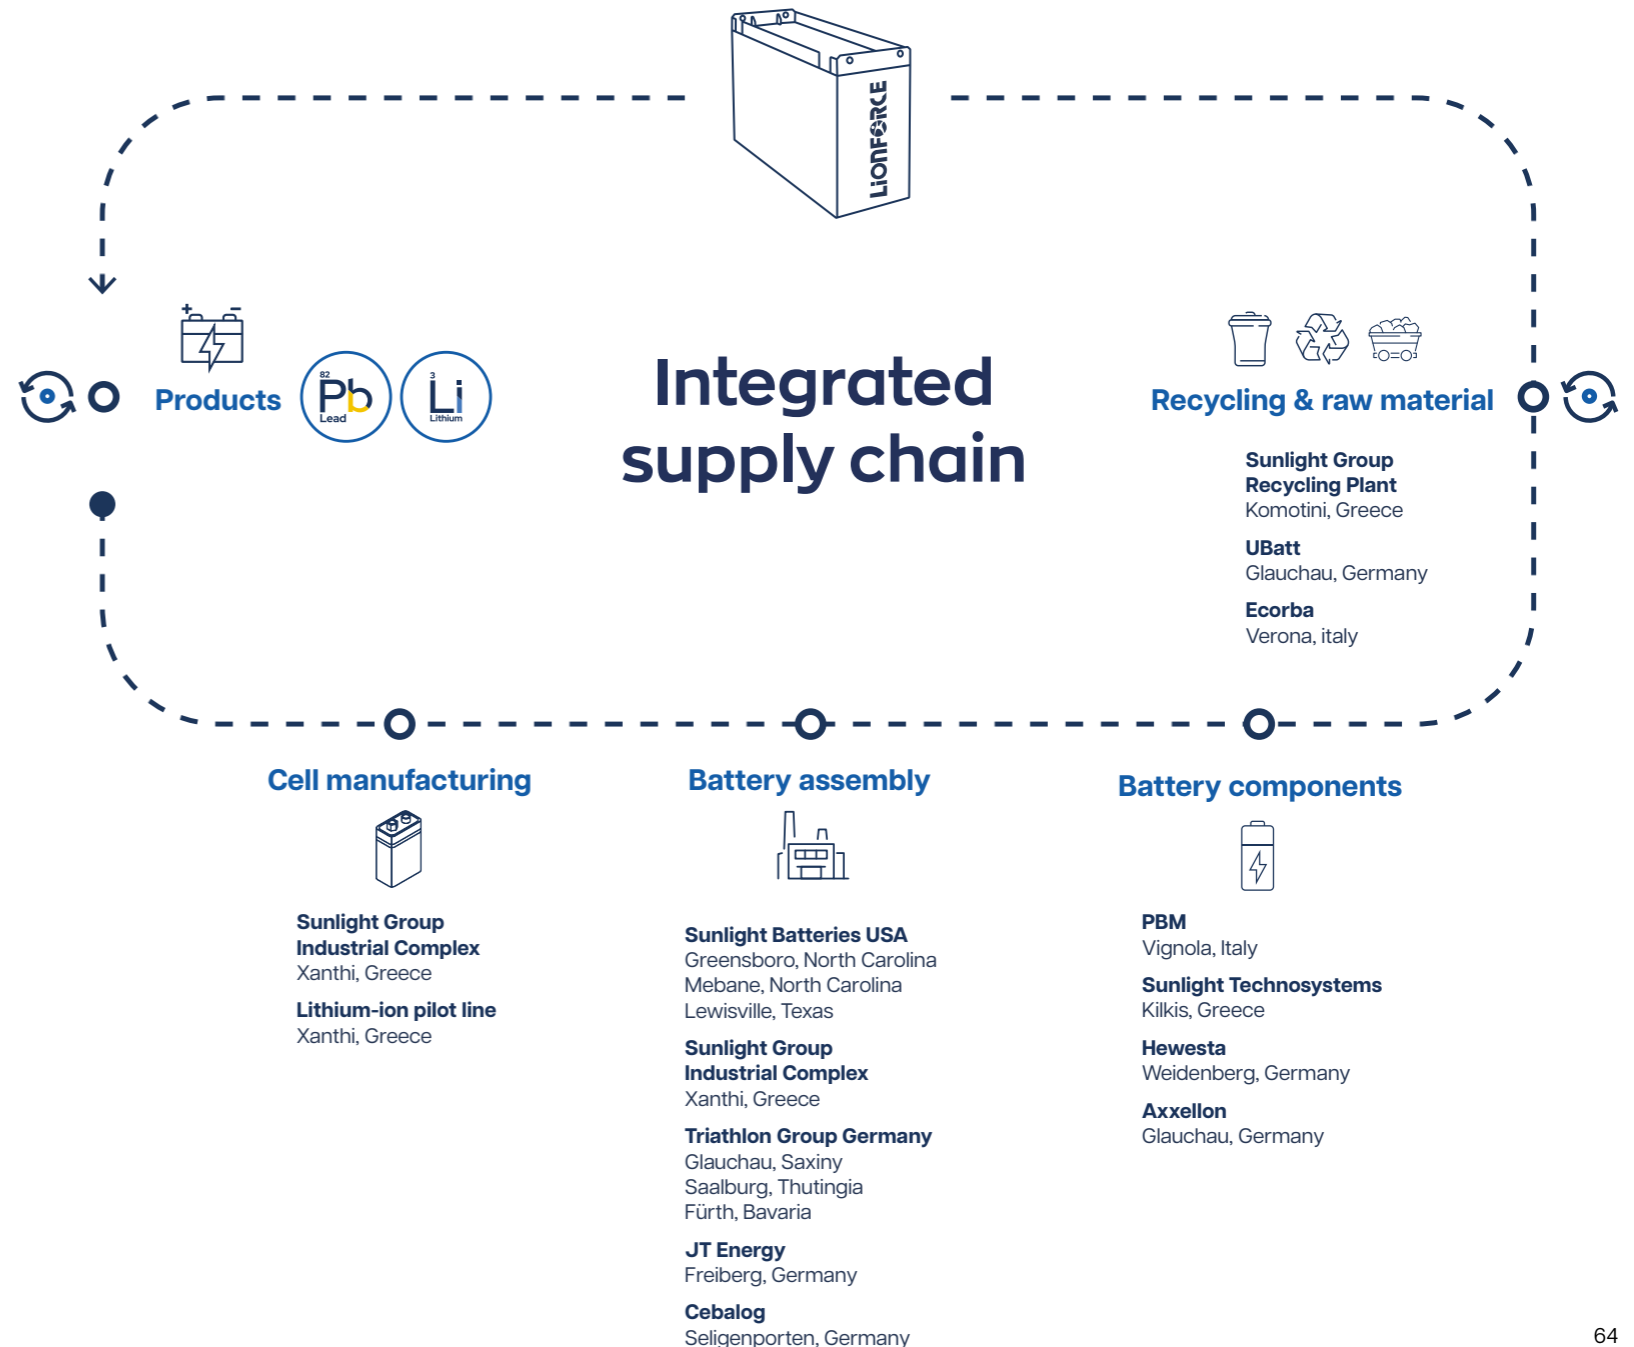 LiONFORCE
+ -
Products
82
Pb
Lead
3
Li
Lithium
Integrated
supply chain
Recycling & raw material
Sunlight Group
Recycling Plant
Komotini, Greece
UBatt
Glauchau, Germany
Ecorba
Verona, italy
Cell manufacturing
Sunlight Group
Industrial Complex
Xanthi, Greece
Lithium-ion pilot line
Xanthi, Greece
Battery assembly
Sunlight Batteries USA
Greensboro, North Carolina
Mebane, North Carolina
Lewisville, Texas
Sunlight Group
Industrial Complex
Xanthi, Greece
Triathlon Group Germany
Glauchau, Saxiny
Saalburg, Thutingia
Fürth, Bavaria
JT Energy
Freiberg, Germany
Cebalog
Seligenporten, Germany
Battery components
PBM
Vignola, Italy
Sunlight Technosystems
Kilkis, Greece
Hewesta
Weidenberg, Germany
Axxellon
Glauchau, Germany
64